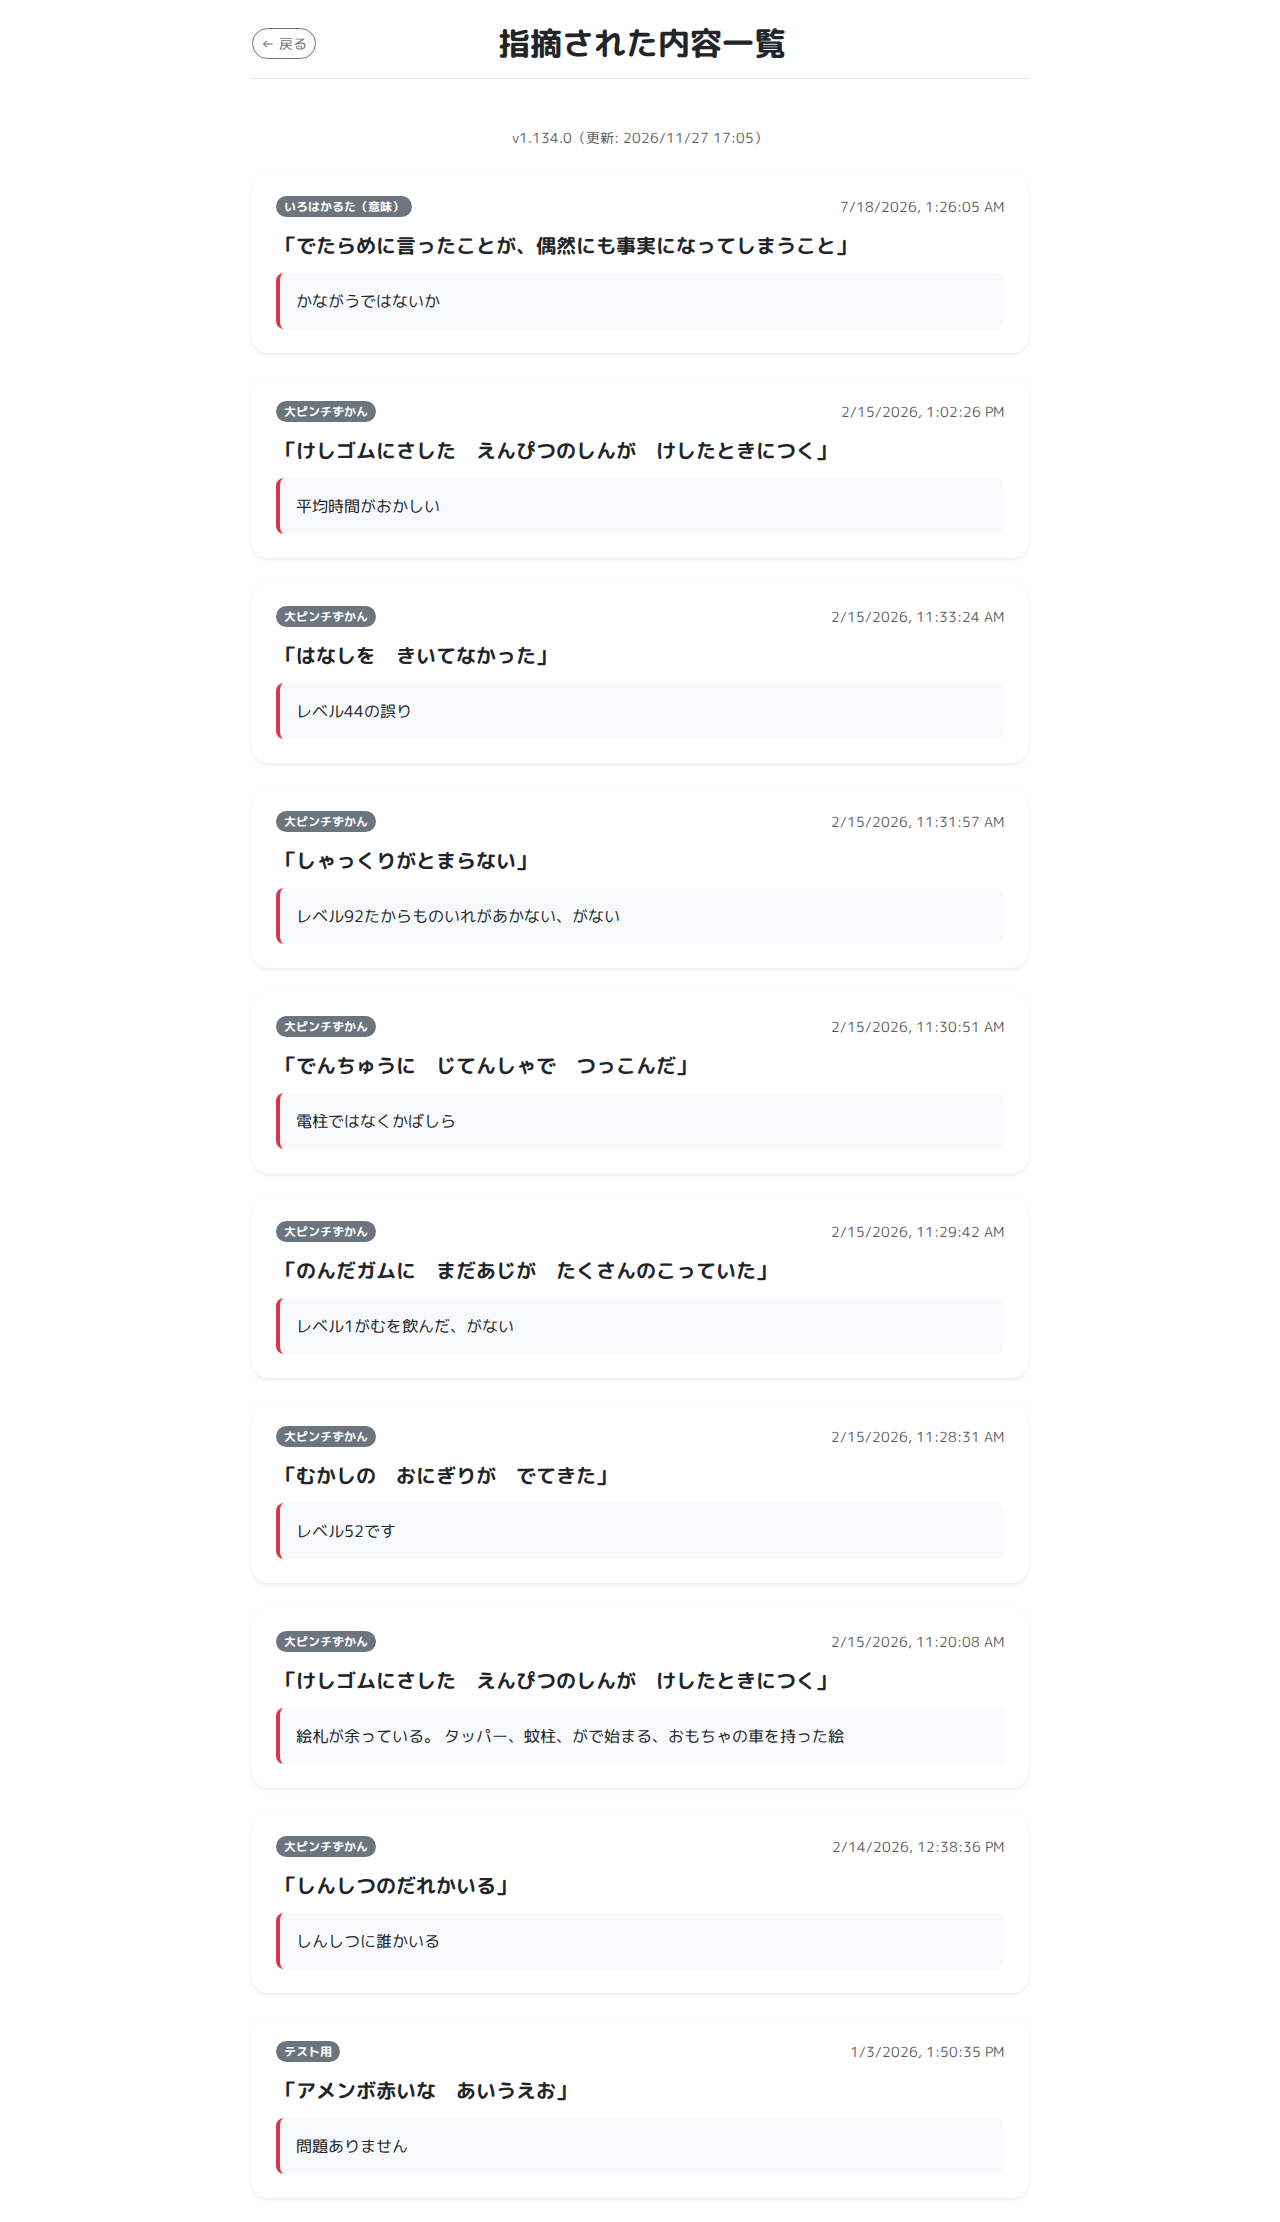 ← 戻る
指摘された内容一覧
v1.134.0（更新: 2026/11/27 17:05）
いろはかるた（意味）
7/18/2026, 1:26:05 AM
「でたらめに言ったことが、偶然にも事実になってしまうこと」
かながうではないか
大ピンチずかん
2/15/2026, 1:02:26 PM
「けしゴムにさした　えんぴつのしんが　けしたときにつく」
平均時間がおかしい
大ピンチずかん
2/15/2026, 11:33:24 AM
「はなしを　きいてなかった」
レベル44の誤り
大ピンチずかん
2/15/2026, 11:31:57 AM
「しゃっくりがとまらない」
レベル92たからものいれがあかない、がない
大ピンチずかん
2/15/2026, 11:30:51 AM
「でんちゅうに　じてんしゃで　つっこんだ」
電柱ではなくかばしら
大ピンチずかん
2/15/2026, 11:29:42 AM
「のんだガムに　まだあじが　たくさんのこっていた」
レベル1がむを飲んだ、がない
大ピンチずかん
2/15/2026, 11:28:31 AM
「むかしの　おにぎりが　でてきた」
レベル52です
大ピンチずかん
2/15/2026, 11:20:08 AM
「けしゴムにさした　えんぴつのしんが　けしたときにつく」
絵札が余っている。 タッパー、蚊柱、がで始まる、おもちゃの車を持った絵
大ピンチずかん
2/14/2026, 12:38:36 PM
「しんしつのだれかいる」
しんしつに誰かいる
テスト用
1/3/2026, 1:50:35 PM
「アメンボ赤いな　あいうえお」
問題ありません